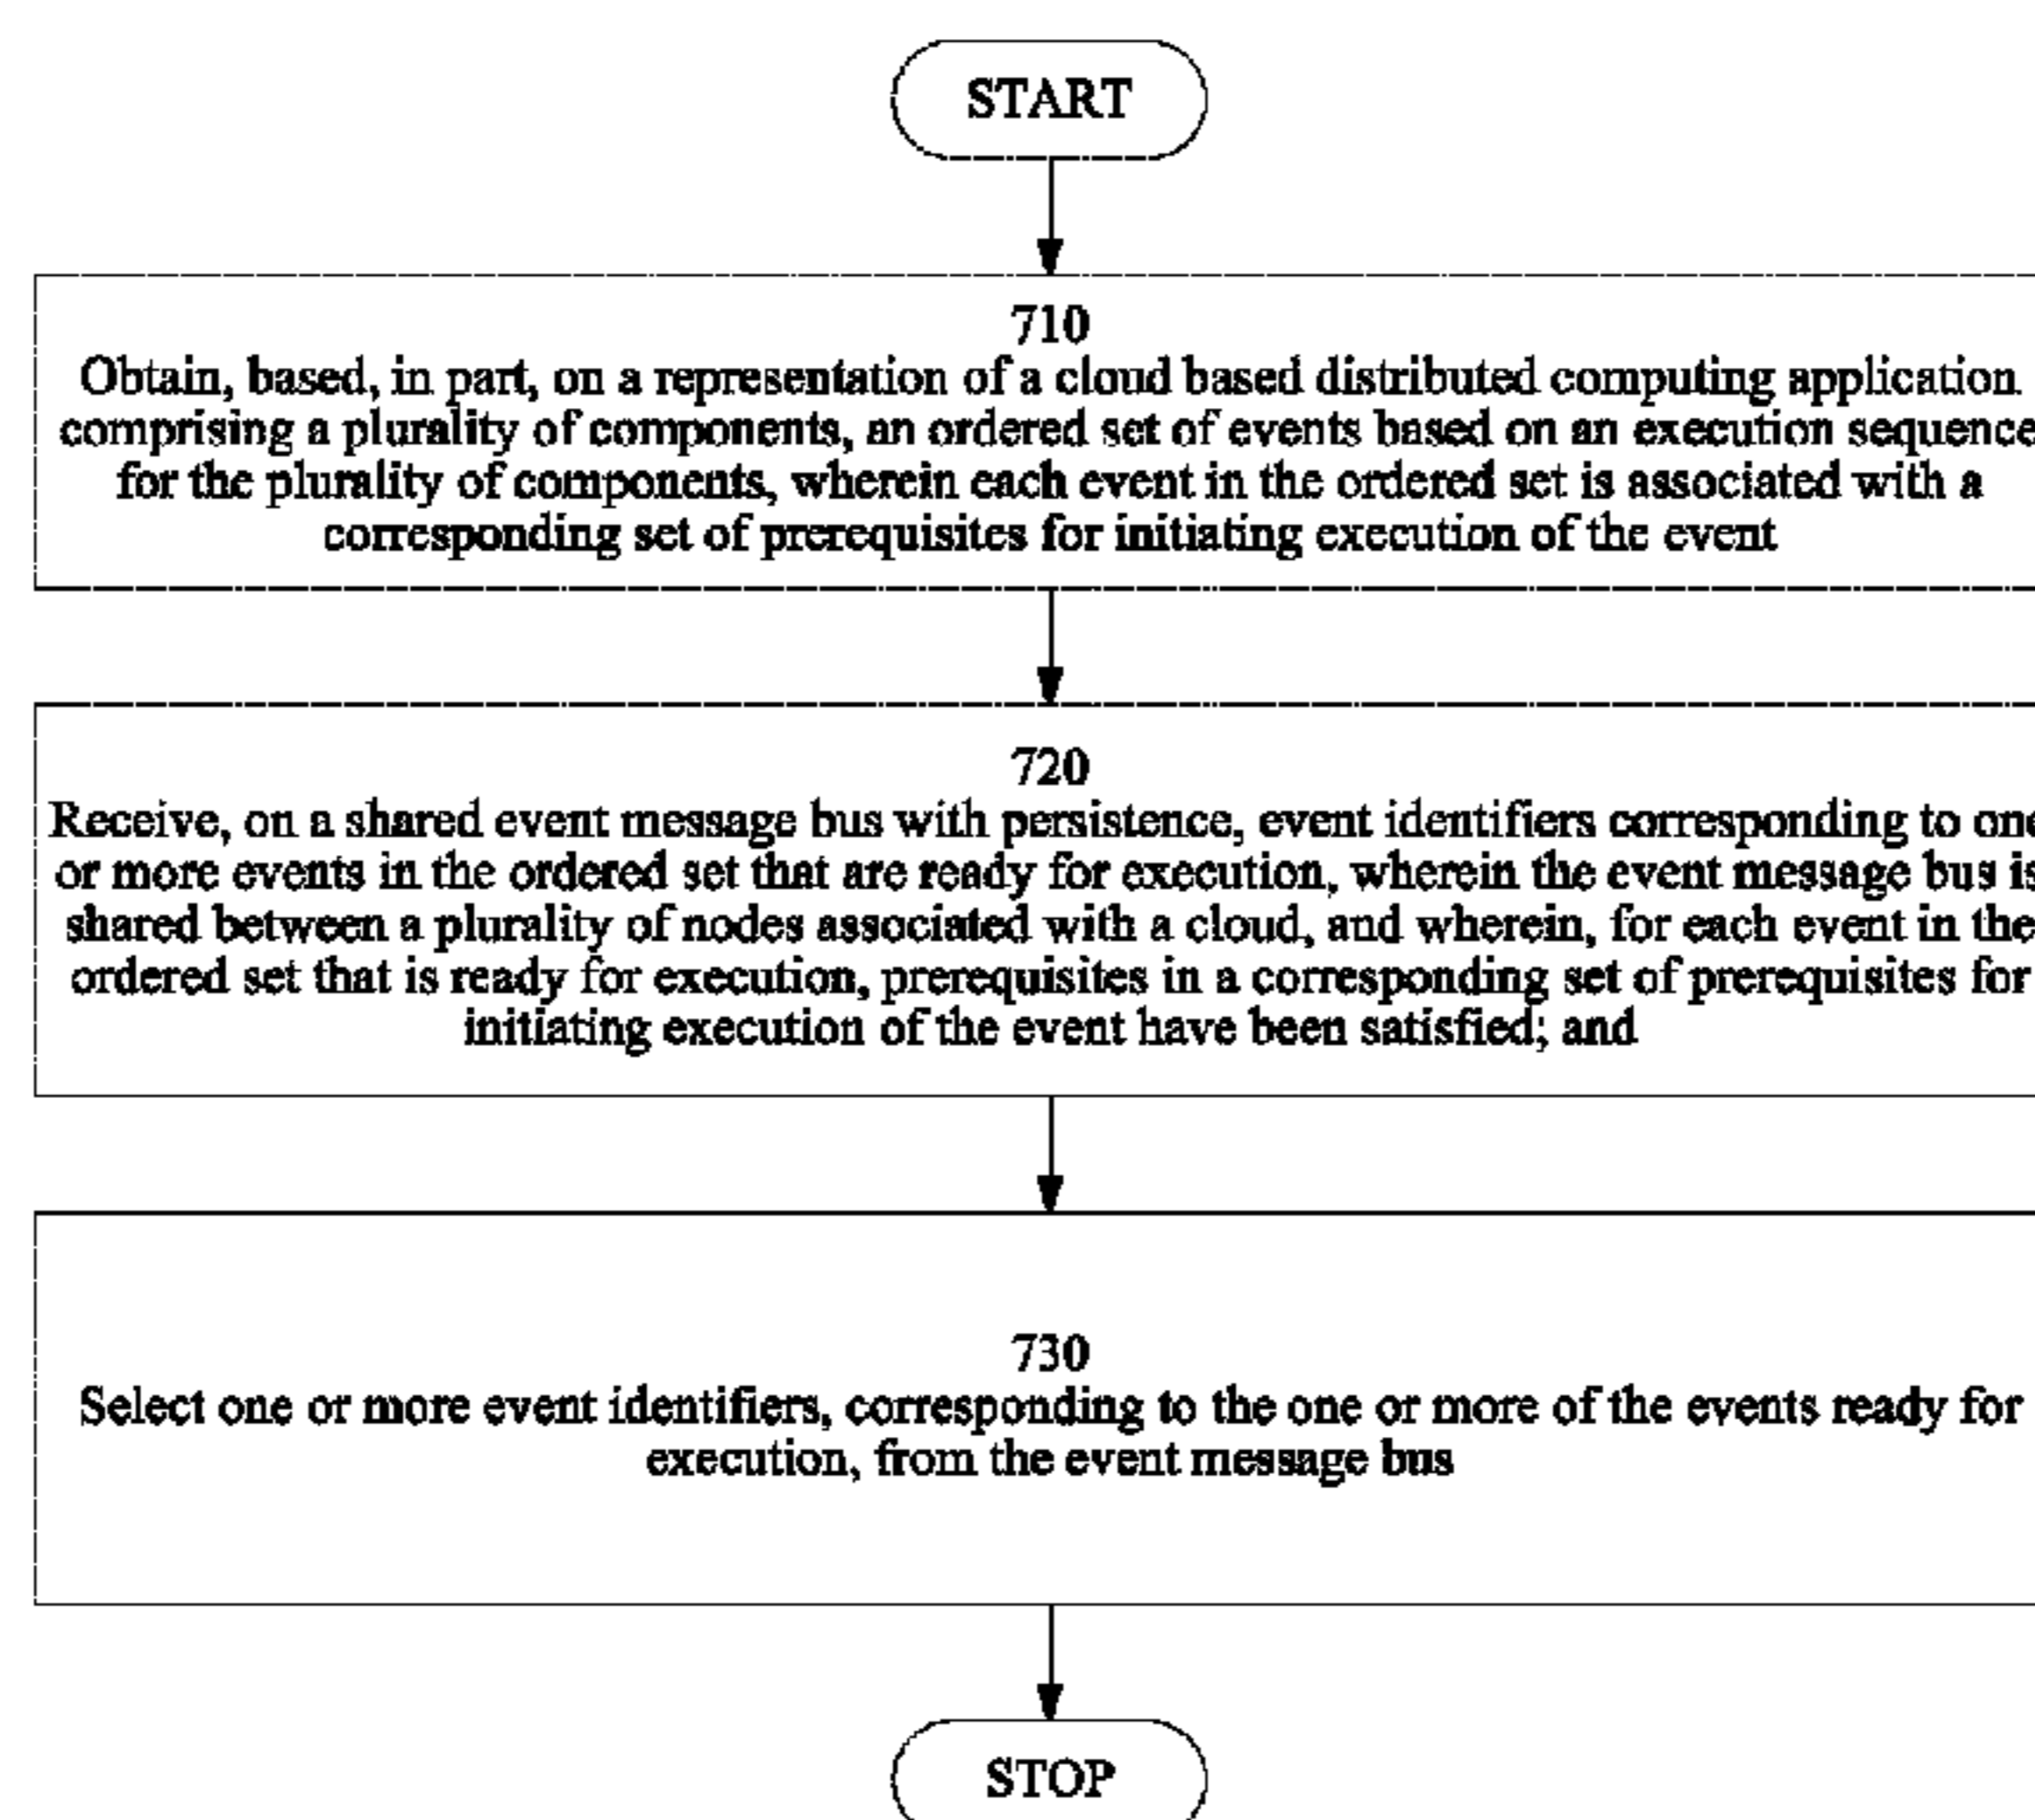 START
710
Obtain, based, in part, on a representation of a cloud based distributed computing application
comprising a plurality of components, an ordered set of events based on an execution sequence
for the plurality of components, wherein each event in the ordered set is associated with a
corresponding set of prerequisites for initiating execution of the event
720
Receive, on a shared event message bus with persistence, event identifiers corresponding to one
or more events in the ordered set that are ready for execution, wherein the event message bus is
shared between a plurality of nodes associated with a cloud, and wherein, for each event in the
ordered set that is ready for execution, prerequisites in a corresponding set of prerequisites for
initiating execution of the event have been satisfied; and
730
Select one or more event identifiers, corresponding to the one or more of the events ready for
execution, from the event message bus
STOP